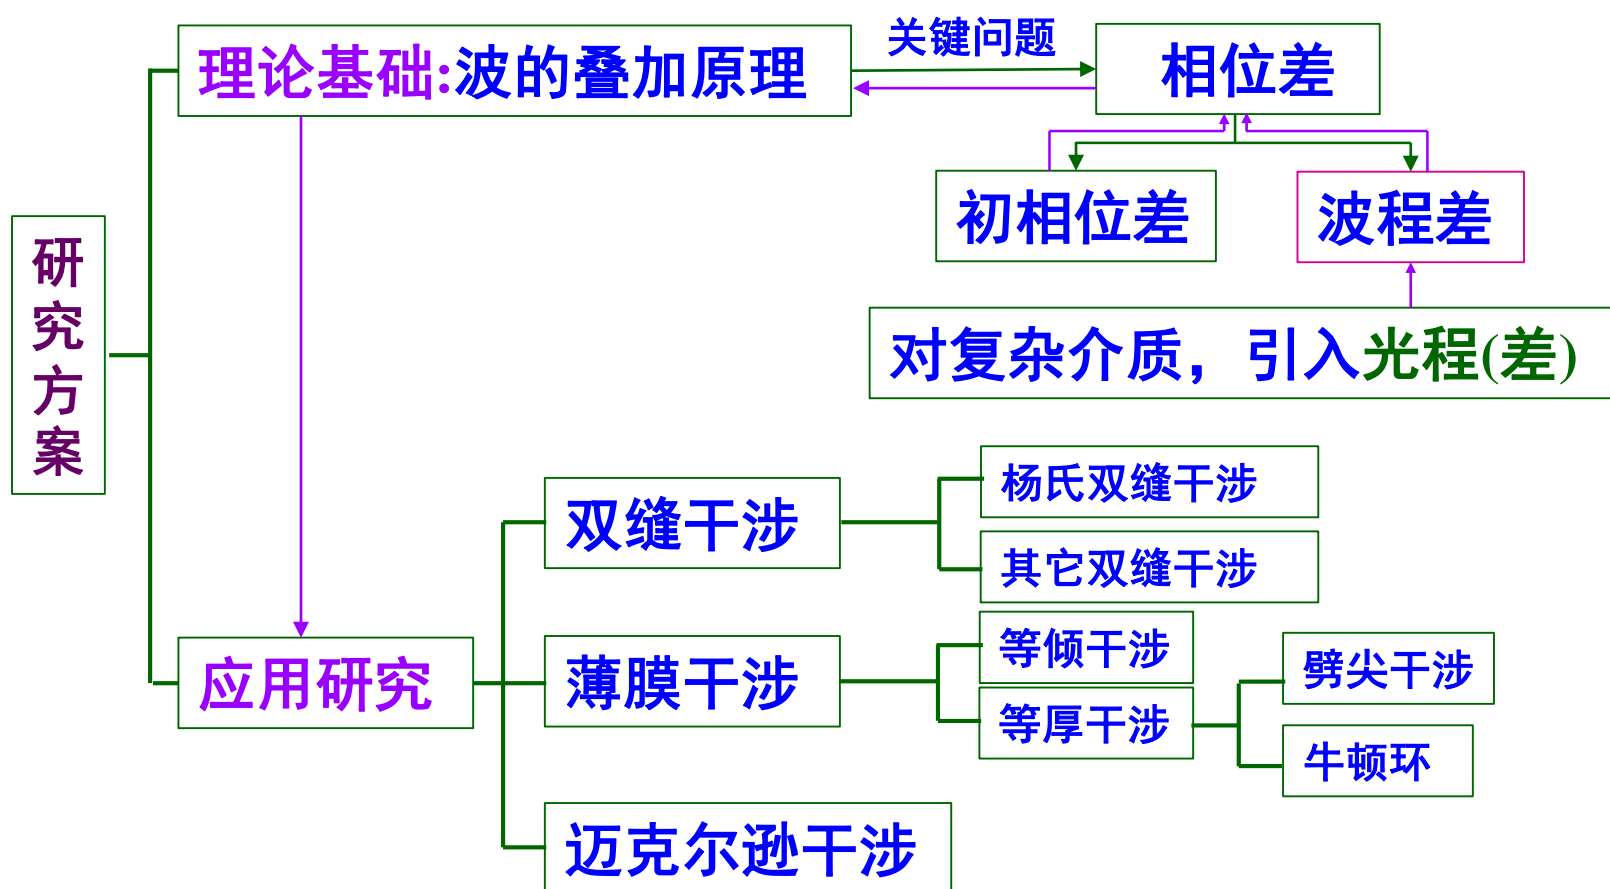 关键问题
理论基础:波的叠加原理
相位差
初相位差
波程差
研究方案
对复杂介质，引入光程(差)
杨氏双缝干涉
双缝干涉
其它双缝干涉
等倾干涉
劈尖干涉
应用研究
薄膜干涉
等厚干涉
牛顿环
迈克尔逊干涉